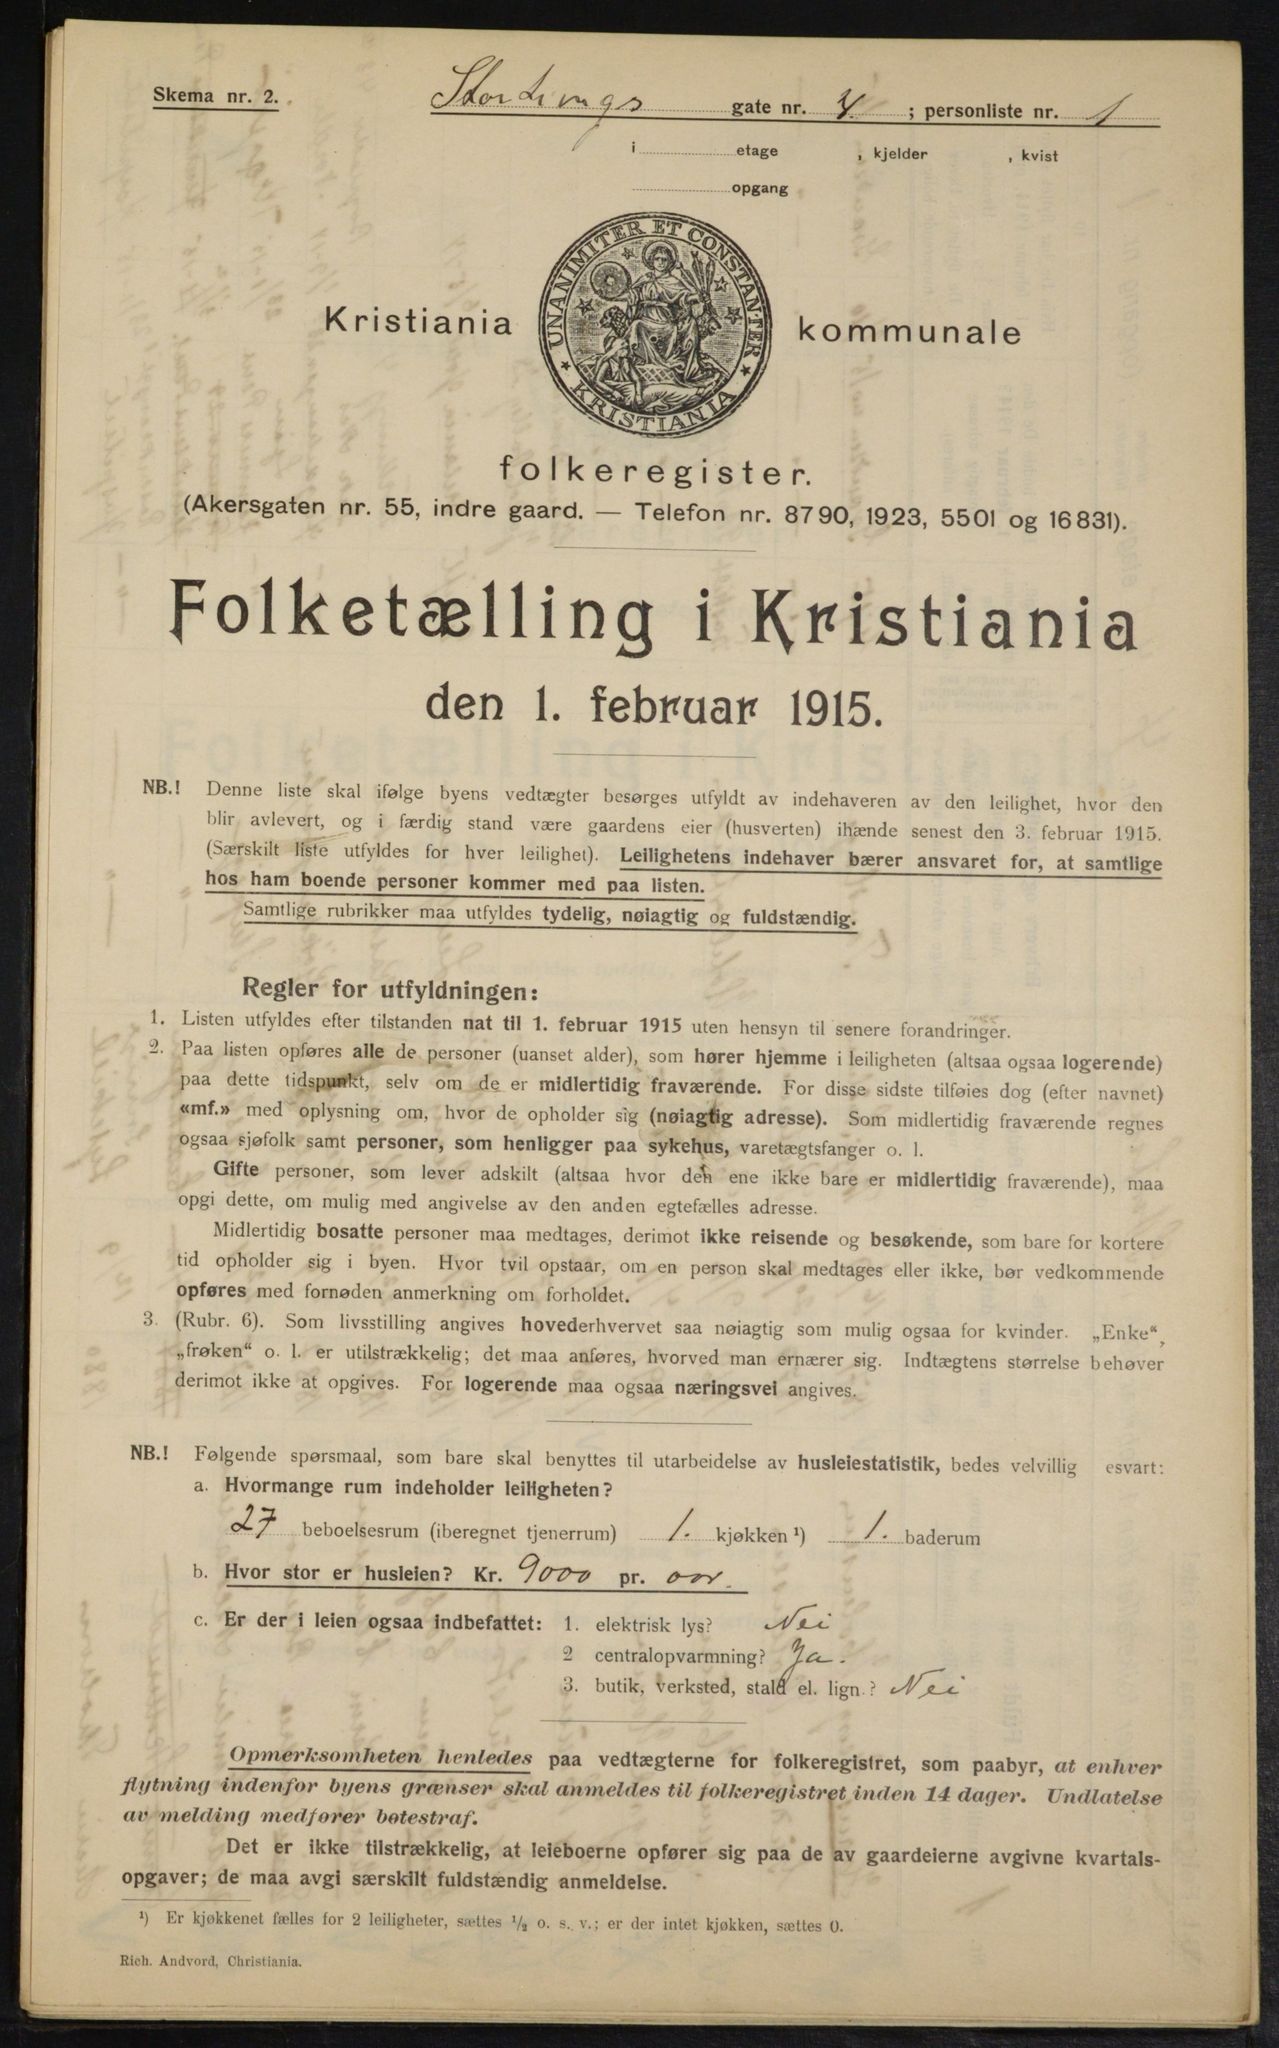 Skema nr. 2.
Stortings gate nr. 4 ; personliste nr. 1
i etage , kjelder , kvist
opgang
UNANIMITER ET CONSTANTER
KRISTIANIA
Kristiania kommunale
folkeregister.
(Akersgaten nr. 55, indre gaard. — Telefon nr. 8790, 1923, 5501 og 16831).
Folketælling i Kristiania
den 1. februar 1915.
NB.! Denne liste skal ifølge byens vedtægter besørges utfyldt av indehaveren av den leilighet, hvor den
blir avlevert, og i færdig stand være gaardens eier (husverten) ihænde senest den 3. februar 1915.
(Særskilt liste utfyldes for hver leilighet). Leilighetens indehaver bærer ansvaret for, at samtlige
hos ham boende personer kommer med paa listen.
Samtlige rubrikker maa utfyldes tydelig, nøiagtig og fuldstændig.
Regler for utfyldningen:
1. Listen utfyldes efter tilstanden nat til 1. februar 1915 uten hensyn til senere forandringer.
2. Paa listen opføres alle de personer (uanset alder), som hører hjemme i leiligheten (altsaa ogsaa logerende)
paa dette tidspunkt, selv om de er midlertidig fraværende. For disse sidste tilføies dog (efter navnet)
«mf.» med oplysning om, hvor de opholder sig (nøiagtig adresse). Som midlertidig fraværende regnes
ogsaa sjøfolk samt personer, som henligger paa sykehus, varetægtsfanger o. l.
Gifte personer, som lever adskilt (altsaa hvor den ene ikke bare er midlertidig fraværende), maa
opgi dette, om mulig med angivelse av den anden egtefælles adresse.
Midlertidig bosatte personer maa medtages, derimot ikke reisende og besøkende, som bare for kortere
tid opholder sig i byen. Hvor tvil opstaar, om en person skal medtages eller ikke, bør vedkommende
opføres med fornøden anmerkning om forholdet.
3. (Rubr. 6). Som livsstilling angives hovederhvervet saa nøiagtig som mulig ogsaa for kvinder. „Enke“,
„frøken“ o. l. er utilstrækkelig; det maa anføres, hvorved man ernærer sig. Indtægtens størrelse behøver
derimot ikke at opgives. For logerende maa ogsaa næringsvei angives.
NB.! Følgende spørsmaal, som bare skal benyttes til utarbeidelse av husleiestatistik, bedes velvillig esvart:
a. Hvormange rum indeholder leiligheten?
27 beboelsesrum (iberegnet tjenerrum) 1. kjøkken ¹) 1. baderum
b. Hvor stor er husleien? Kr. 9000 pr. aar.
c. Er der i leien ogsaa indbefattet: 1. elektrisk lys? Nei
2 centralopvarmning? Ja.
3. butik, verksted, stald el. lign.? Nei
Opmerksomheten henledes paa vedtægterne for folkeregistret, som paabyr, at enhver
flytning indenfor byens grænser skal anmeldes til folkeregistret inden 14 dager. Undlatelse
av melding medfører bøtestraf.
Det er ikke tilstrækkelig, at leieboerne opfører sig paa de av gaardeierne avgivne kvartals-
opgaver; de maa avgi særskilt fuldstændig anmeldelse.
¹) Er kjøkkenet fælles for 2 leiligheter, sættes ½ o. s. v.; er der intet kjøkken, sættes 0.
Rich. Andvord, Christiania.